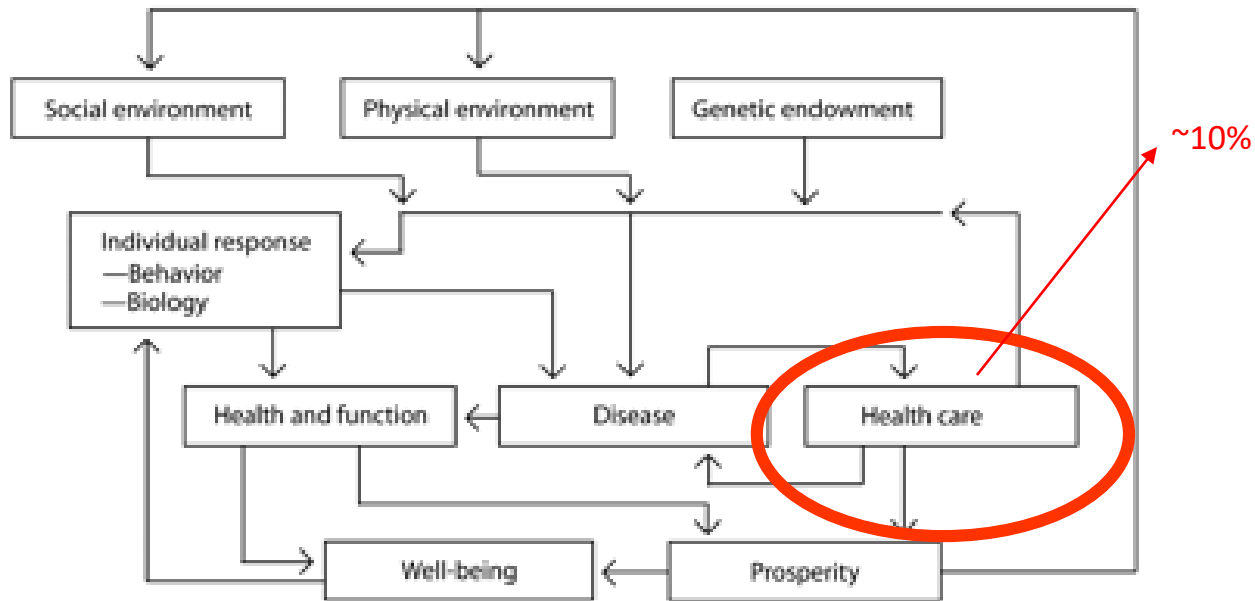 Social environment
Physical environment
Genetic endowment
~10%
Individual response
—Behavior
—Biology
Health and function
Disease
Health care
Well-being
Prosperity